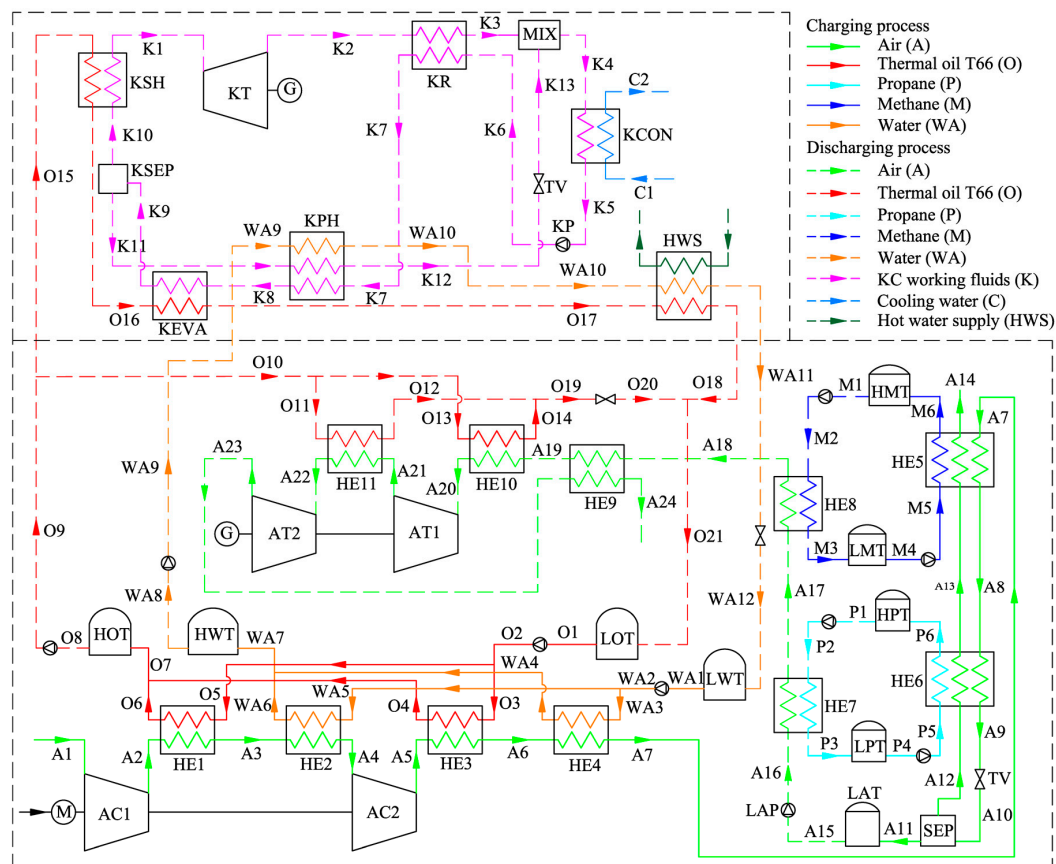 K1
K2
K3
MIX
K4
KSH
KT
G
KR
K13
C2
K10
K7
K6
KCON
O15
KSEP
TV
C1
K9
K5
K11
WA9
KPH
WA10
KP
HWS
WA10
K12
K8
K7
O16
KEVA
O17
Charging process
Air (A)
Thermal oil T66 (O)
Propane (P)
Methane (M)
Water (WA)
Discharging process
Air (A)
Thermal oil T66 (O)
Propane (P)
Methane (M)
Water (WA)
KC working fluids (K)
Cooling water (C)
Hot water supply (HWS)
O10
O12
O19
O20
O18
WA11
O11
O13
O14
A23
A22
A21
A19
A18
HE11
A20
HE10
HE9
A24
WA9
G
AT2
AT1
O9
O21
WA8
WA12
M1
HMT
A14
A7
M6
M2
HE5
HE8
M5
M3
LMT
M4
A17
A13
A8
P1
HPT
P6
P2
HE6
HE7
P5
P3
LPT
P4
A9
A16
A12
TV
LAT
A10
LAP
SEP
A15
A11
O8
HOT
HWT
WA7
O2
O1
LOT
O7
WA4
WA2
WA1
LWT
O6
O5
WA6
WA5
O4
O3
WA3
A1
A2
A3
A4
A5
A6
A7
HE1
HE2
HE3
HE4
M
AC1
AC2